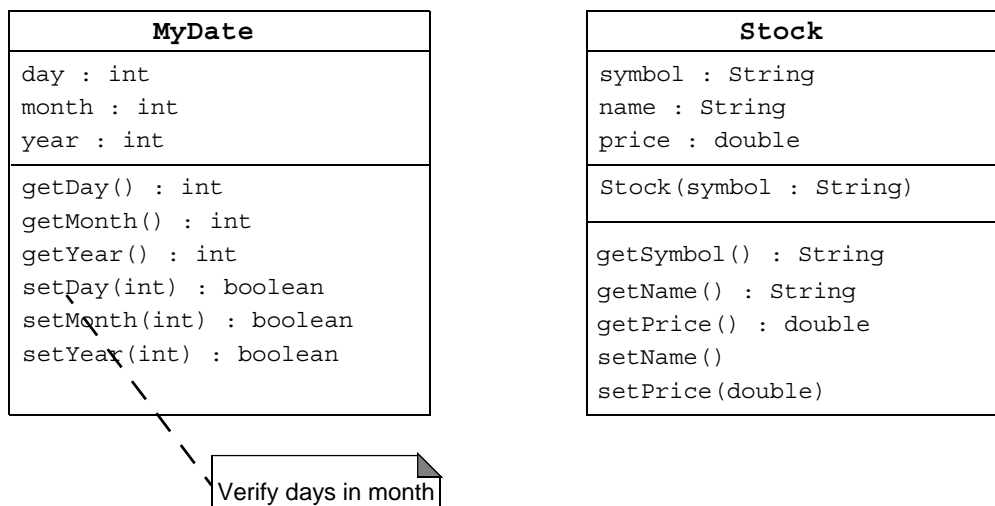 MyDate
day : int
month : int
year : int
getDay() : int
getMonth() : int
getYear() : int
setDay(int) : boolean
setMonth(int) : boolean
setYear(int) : boolean
Verify days in month
Stock
symbol : String
name : String
price : double
Stock(symbol : String)
getSymbol() : String
getName() : String
getPrice() : double
setName()
setPrice(double)